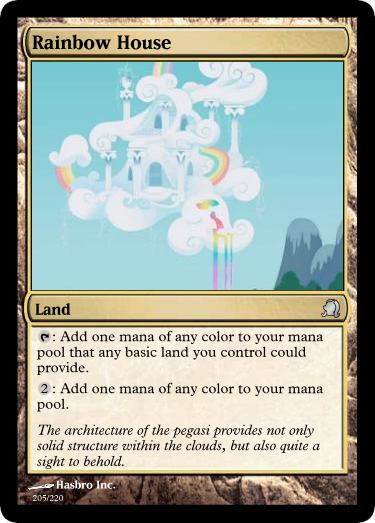 Rainbow House
Land
: Add one mana of any color to your mana
pool that any basic land you control could
provide.
2: Add one mana of any color to your mana
pool.
The architecture of the pegasi provides not only
solid structure within the clouds, but also quite a
sight to behold.
Hasbro Inc.
205/220